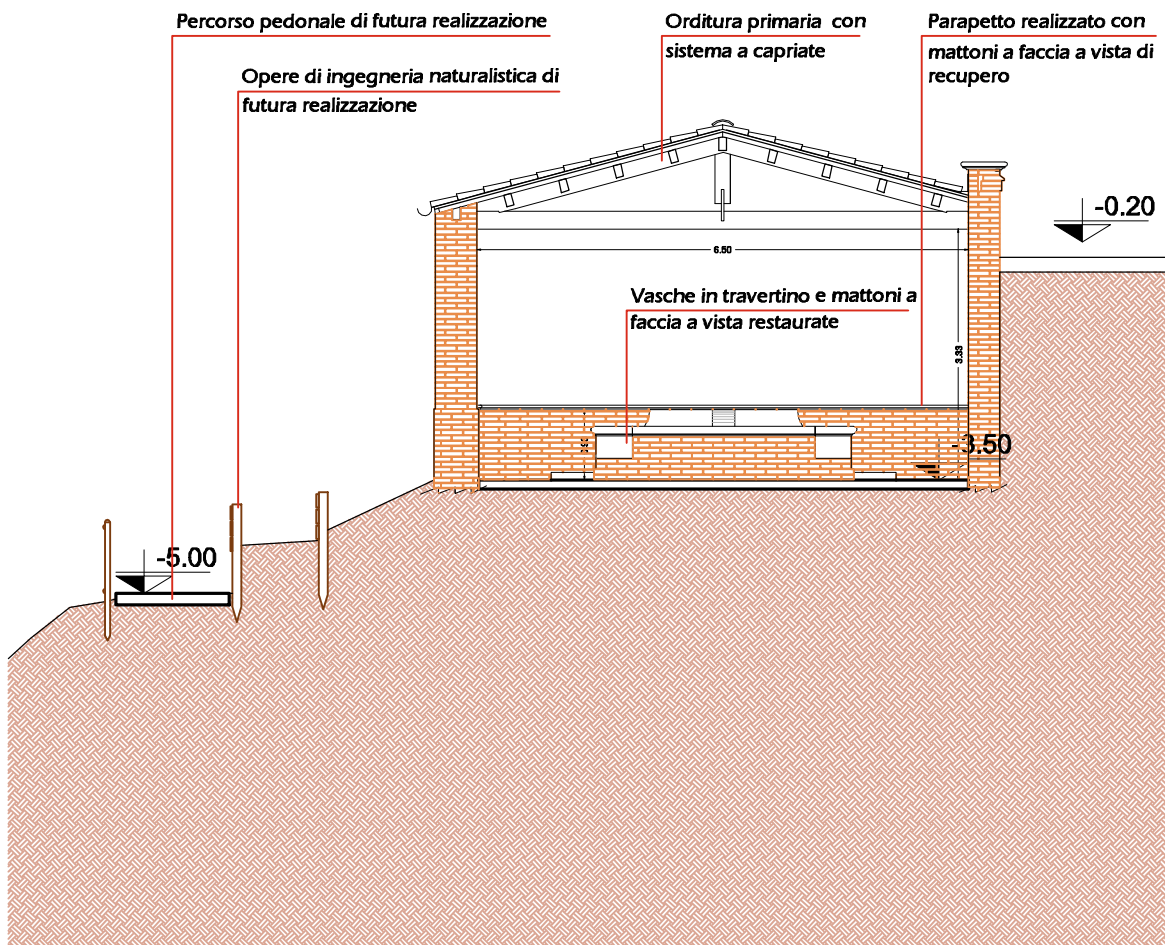 Percorso pedonale di futura realizzazione
Opere di ingegneria naturalistica di
futura realizzazione
Orditura primaria con
sistema a capriate
Parapetto realizzato con
mattoni a faccia a vista di
recupero
-0.20
6.50
Vasche in travertino e mattoni a
faccia a vista restaurate
3.33
-3.50
-5.00